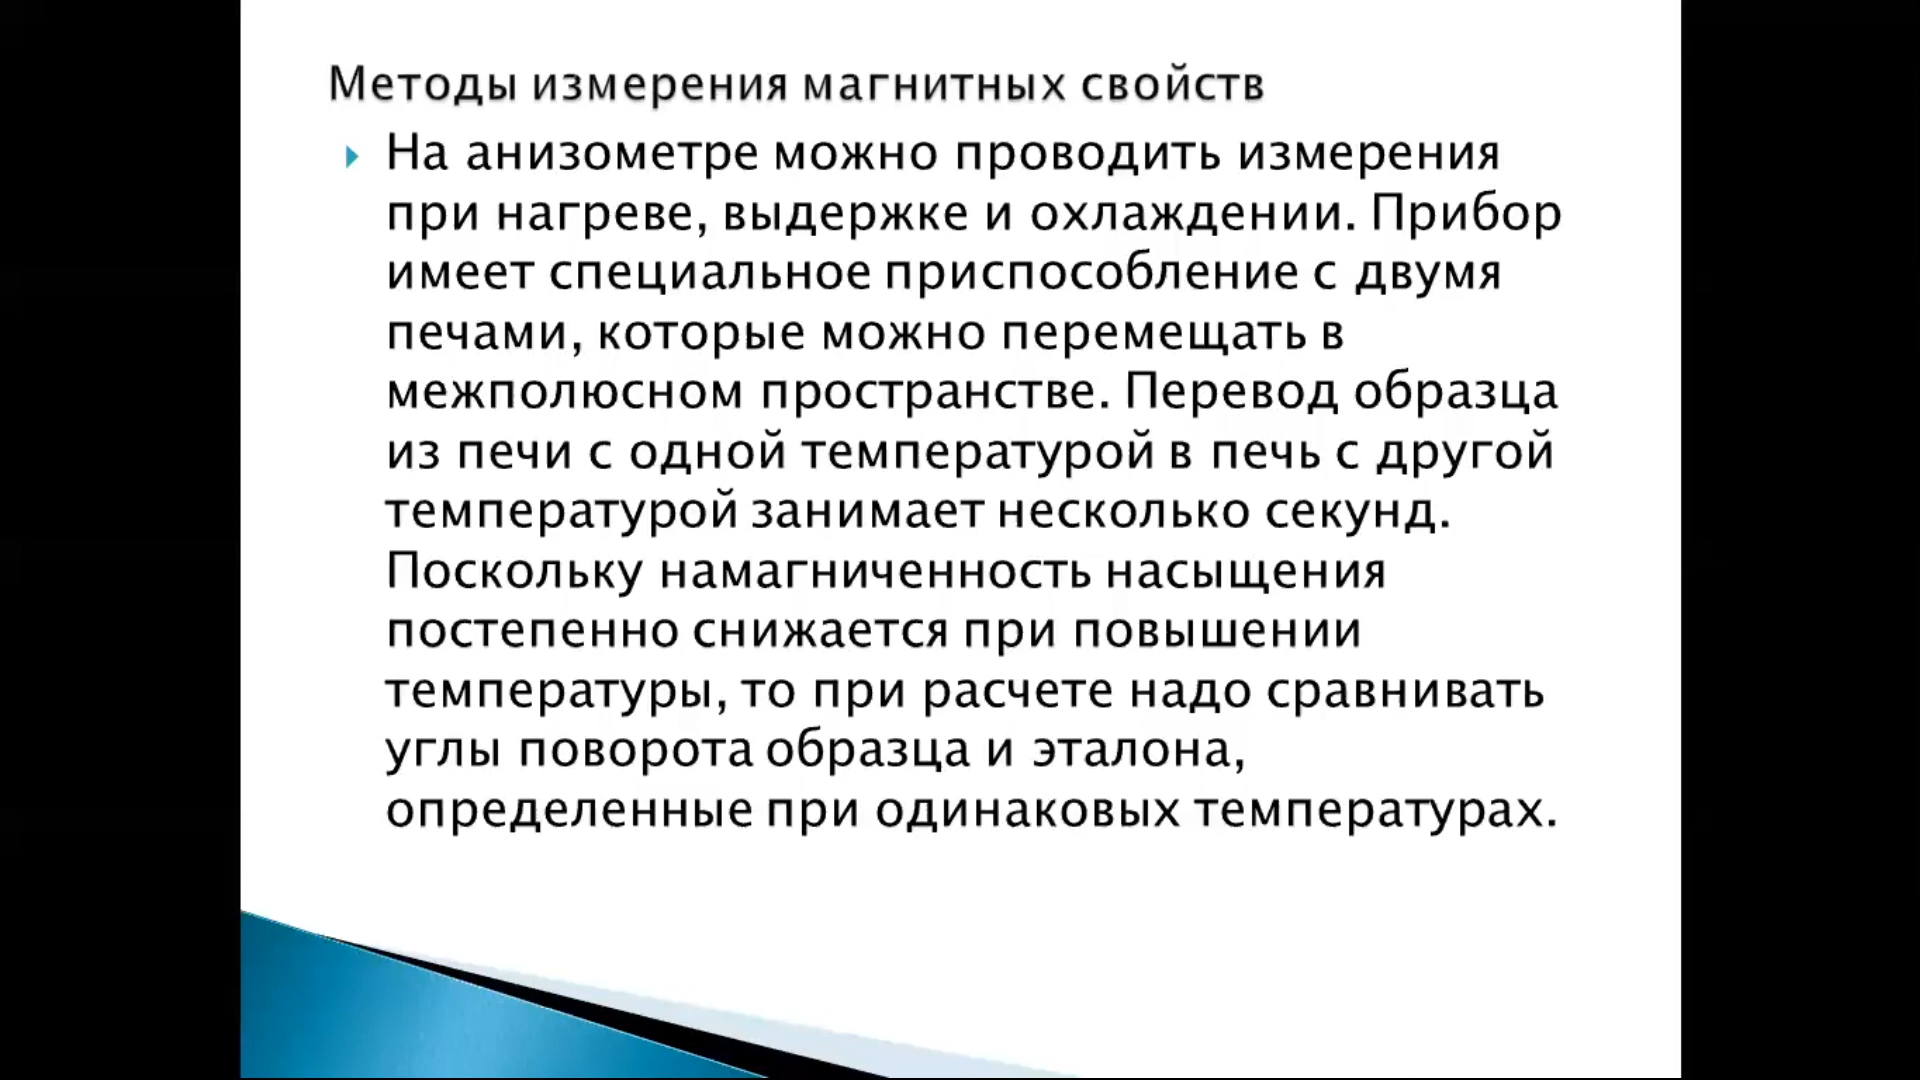 Методы измерения магнитных свойств
На анизометре можно проводить измерения
при нагреве, выдержке и охлаждении. Прибор
имеет специальное приспособление с двумя
печами, которые можно перемещать в
межполюсном пространстве. Перевод образца
из печи с одной температурой в печь с другой
температурой занимает несколько секунд.
Поскольку намагниченность насыщения
постепенно снижается при повышении
температуры, то при расчете надо сравнивать
углы поворота образца и эталона,
определенные при одинаковых температурах.